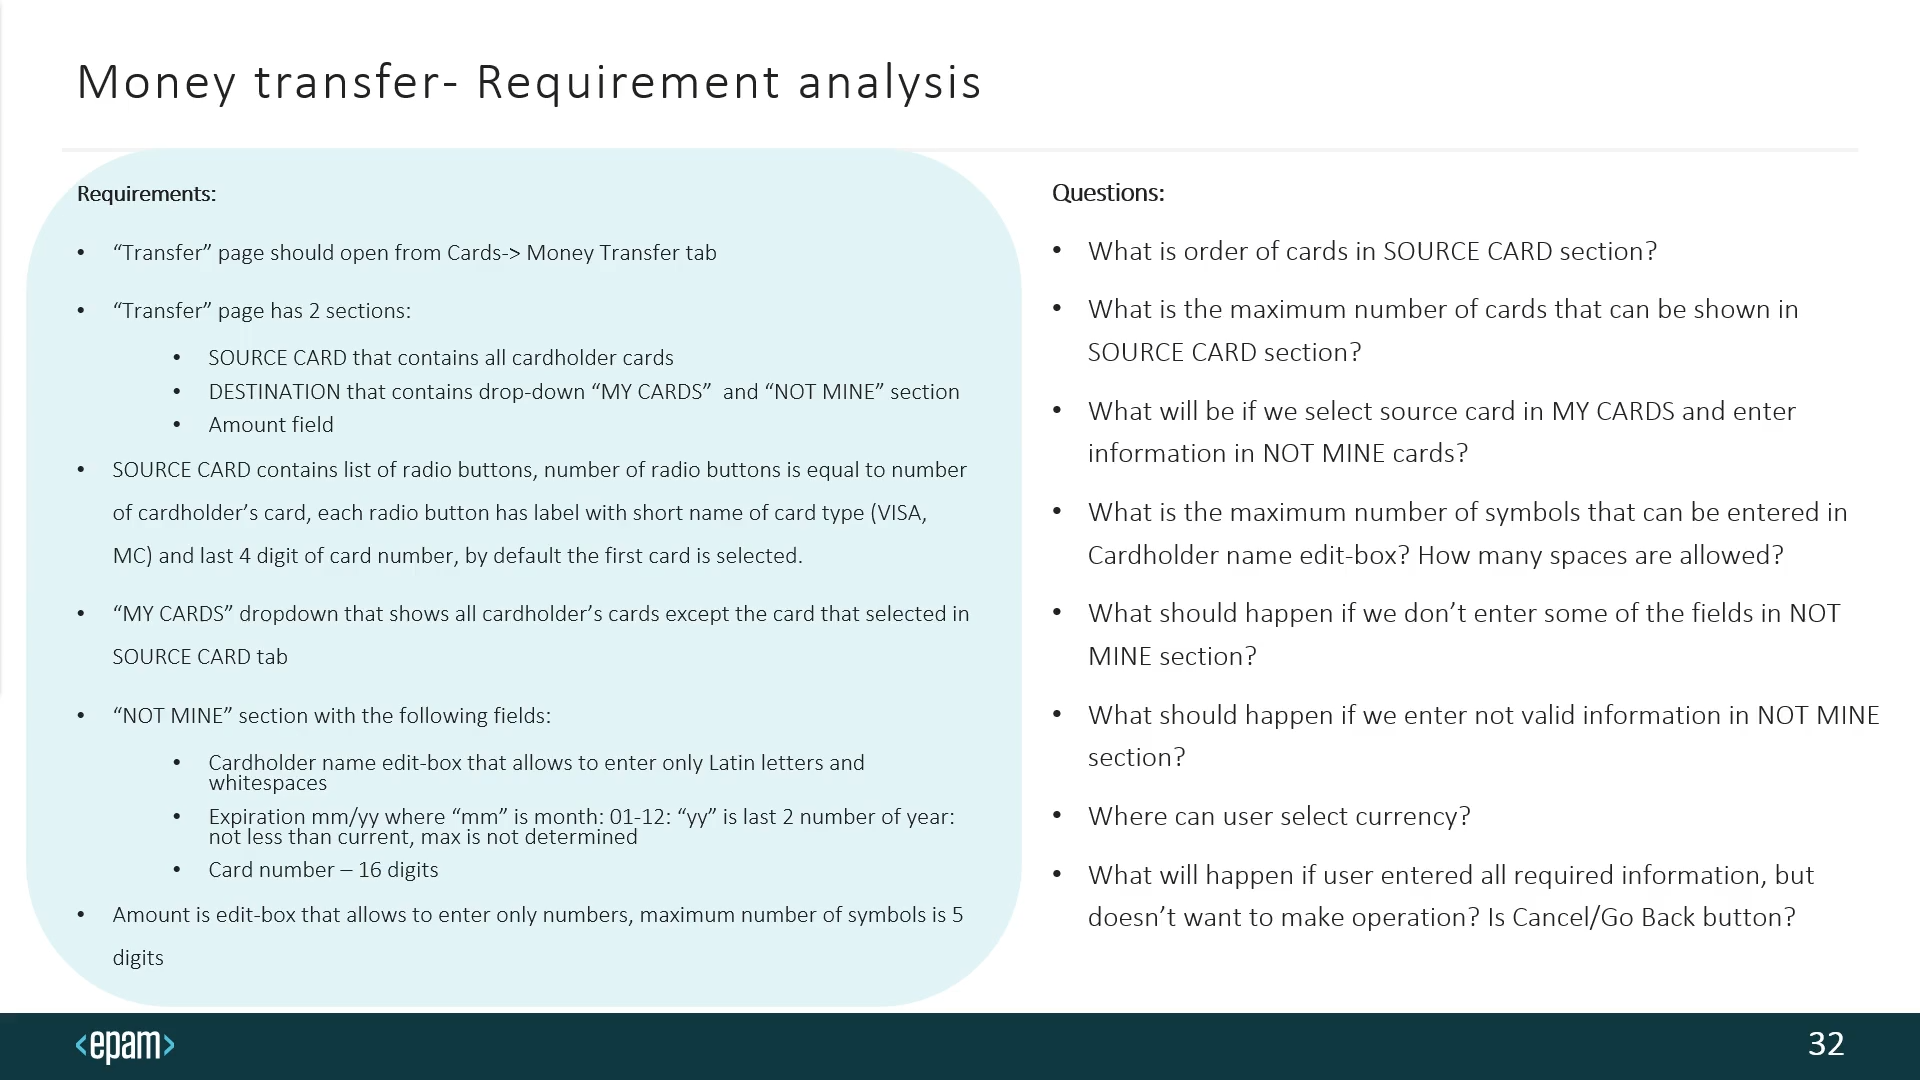 Money transfer- Requirement analysis
Requirements:
• “Transfer” page should open from Cards-> Money Transfer tab
• “Transfer” page has 2 sections:
• SOURCE CARD that contains all cardholder cards
• DESTINATION that contains drop-down “MY CARDS”  and “NOT MINE” section
• Amount field
• SOURCE CARD contains list of radio buttons, number of radio buttons is equal to number
of cardholder’s card, each radio button has label with short name of card type (VISA,
MC) and last 4 digit of card number, by default the first card is selected.
• “MY CARDS” dropdown that shows all cardholder’s cards except the card that selected in
SOURCE CARD tab
• “NOT MINE” section with the following fields:
• Cardholder name edit-box that allows to enter only Latin letters and
whitespaces
• Expiration mm/yy where “mm” is month: 01-12: “yy” is last 2 number of year:
not less than current, max is not determined
• Card number – 16 digits
• Amount is edit-box that allows to enter only numbers, maximum number of symbols is 5
digits
Questions:
• What is order of cards in SOURCE CARD section?
• What is the maximum number of cards that can be shown in
SOURCE CARD section?
• What will be if we select source card in MY CARDS and enter
information in NOT MINE cards?
• What is the maximum number of symbols that can be entered in
Cardholder name edit-box? How many spaces are allowed?
• What should happen if we don’t enter some of the fields in NOT
MINE section?
• What should happen if we enter not valid information in NOT MINE
section?
• Where can user select currency?
• What will happen if user entered all required information, but
doesn’t want to make operation? Is Cancel/Go Back button?
<epam>
32